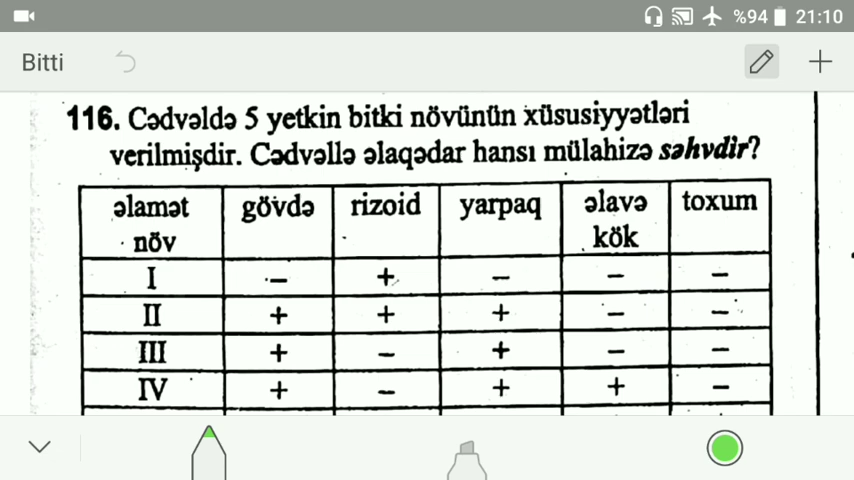 %94 21:10
Bitti
116. Cədvəldə 5 yetkin bitki növünün xüsusiyyətləri
verilmişdir. Cədvəllə əlaqədar hansı mülahizə səhvdir?
əlamət gövdə rizoid yarpaq əlavə toxum
növ kök
I – + – – –
II + + + – –
III + – + – –
IV + – + + –